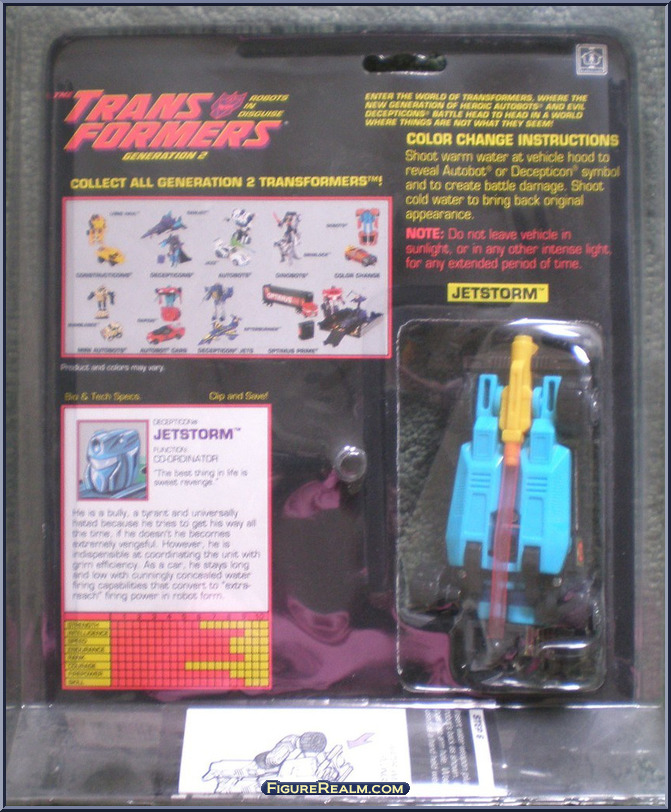 THE
TRANS
FORMERS
ROBOTS
IN
DISGUISE
GENERATION 2
ENTER THE WORLD OF TRANSFORMERS, WHERE THE
NEW GENERATION OF HEROIC AUTOBOTS® AND EVIL
DECEPTICONS® BATTLE HEAD TO HEAD IN A WORLD
WHERE THINGS ARE NOT WHAT THEY SEEM!
COLOR CHANGE INSTRUCTIONS
Shoot warm water at vehicle hood to
reveal Autobot® or Decepticon® symbol
and to create battle damage. Shoot
cold water to bring back original
appearance.
NOTE: Do not leave vehicle in
sunlight, or in any other intense light,
for any extended period of time.
JETSTORM™
COLLECT ALL GENERATION 2 TRANSFORMERS™!
CONSTRUCTICONS
DECEPTICONS
AUTOBOTS
DINOBOTS
COLOR CHANGE
MINI AUTOBOTS
AUTOBOT CARS
DECEPTICON JETS
OPTIMUS PRIME
Product and colors may vary.
Bio & Tech Specs
Clip and Save!
DECEPTICON®
JETSTORM™
FUNCTION:
CO-ORDINATOR
"The best thing in life is
sweet revenge."
He is a bully, a tyrant and universally
hated because he tries to get his way all
the time, if he doesn't he becomes
extremely vengeful. However, he is
indispensible at coordinating the unit with
grim efficiency. As a car, he stays long
and low with cunningly concealed water
firing capabilities that convert to "extra-
reach" firing power in robot form.
STRENGTH
INTELLIGENCE
SPEED
ENDURANCE
RANK
COURAGE
FIREPOWER
SKILL
STEP 5
FIGUREREALM.COM